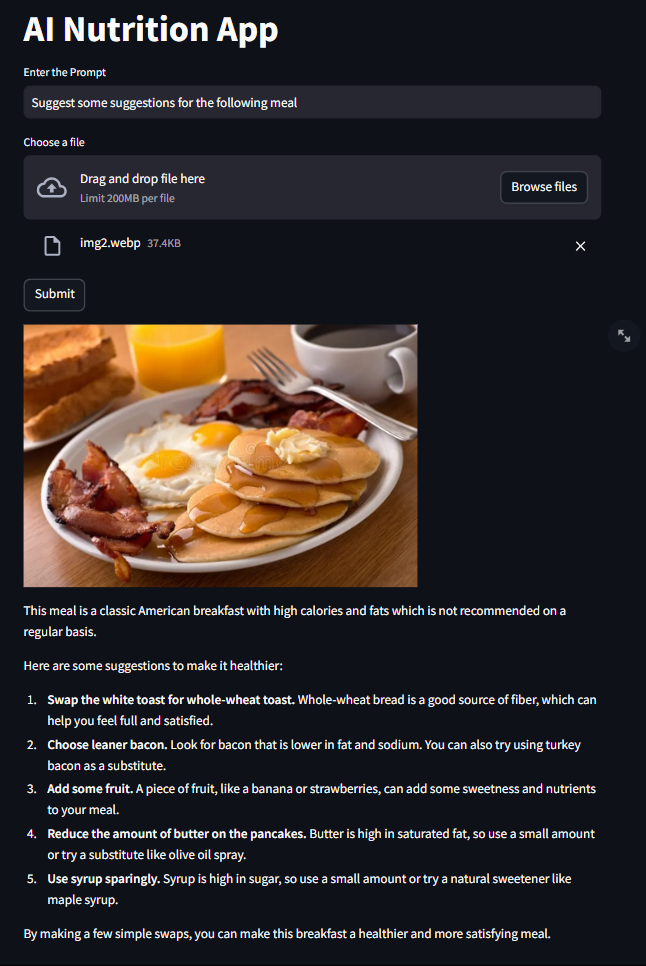 AI Nutrition App
Enter the Prompt
Suggest some suggestions for the following meal
Choose a file
Drag and drop file here
Limit 200MB per file
Browse files
img2.webp 37.4KB
Submit
This meal is a classic American breakfast with high calories and fats which is not recommended on a
regular basis.
Here are some suggestions to make it healthier:
1. Swap the white toast for whole-wheat toast. Whole-wheat bread is a good source of fiber, which can
help you feel full and satisfied.
2. Choose leaner bacon. Look for bacon that is lower in fat and sodium. You can also try using turkey
bacon as a substitute.
3. Add some fruit. A piece of fruit, like a banana or strawberries, can add some sweetness and nutrients
to your meal.
4. Reduce the amount of butter on the pancakes. Butter is high in saturated fat, so use a small amount
or try a substitute like olive oil spray.
5. Use syrup sparingly. Syrup is high in sugar, so use a small amount or try a natural sweetener like
maple syrup.
By making a few simple swaps, you can make this breakfast a healthier and more satisfying meal.